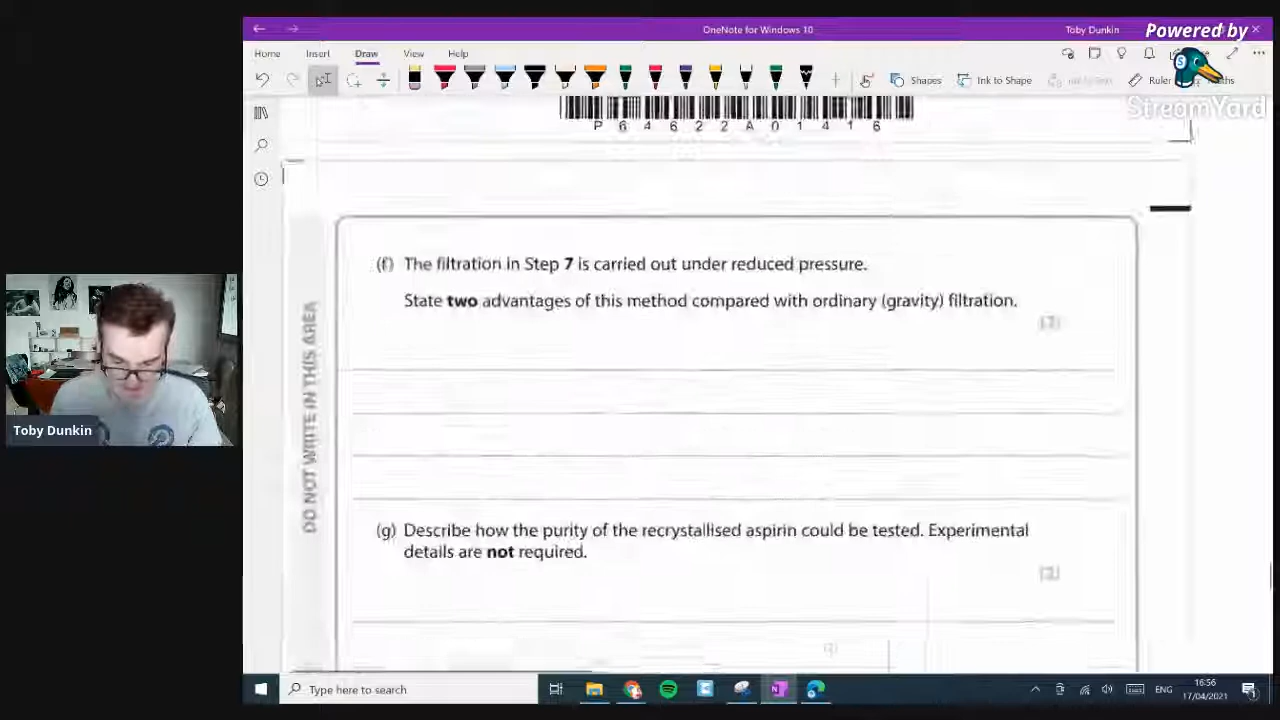 OneNote for Windows 10
Toby Dunkin
Powered by
StreamYard
Home Insert Draw View Help
Shapes Ink to Shape Ruler
P 6 4 6 2 2 A 0 1 4 1 6
(f) The filtration in Step 7 is carried out under reduced pressure.
State two advantages of this method compared with ordinary (gravity) filtration.
(2)
DO NOT WRITE IN THIS AREA
(g) Describe how the purity of the recrystallised aspirin could be tested. Experimental
details are not required.
(2)
Toby Dunkin
Type here to search
ENG
16:56
17/04/2021